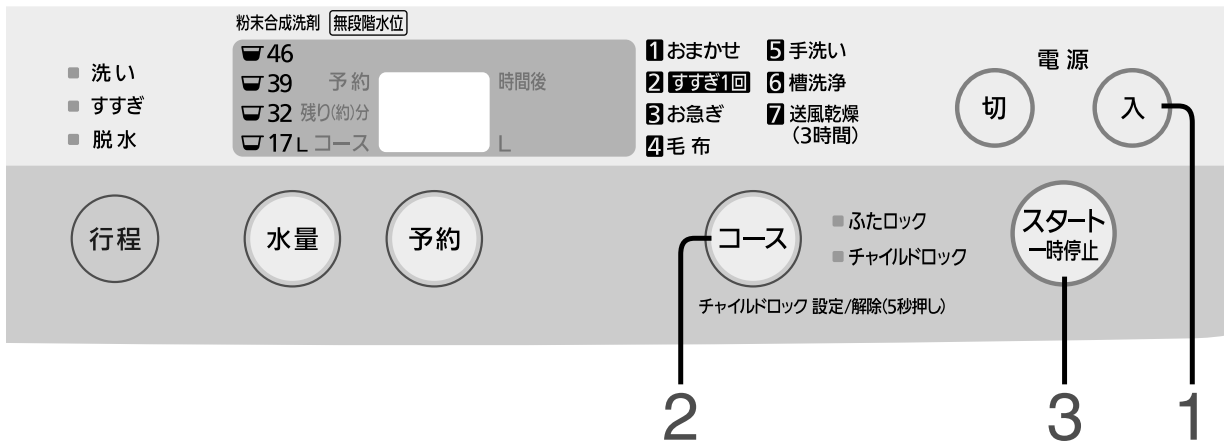 粉末合成洗剤 無段階水位
洗い
すすぎ
脱水
46
39 予約 時間後
32 残り(約)分
17L コース L
1 おまかせ 5 手洗い
2 すすぎ1回 6 槽洗浄
3 お急ぎ 7 送風乾燥
(3時間)
4 毛布
電源
切 入
行程 水量 予約 コース
ふたロック
チャイルドロック
スタート
一時停止
チャイルドロック 設定/解除(5秒押し)
2 3 1